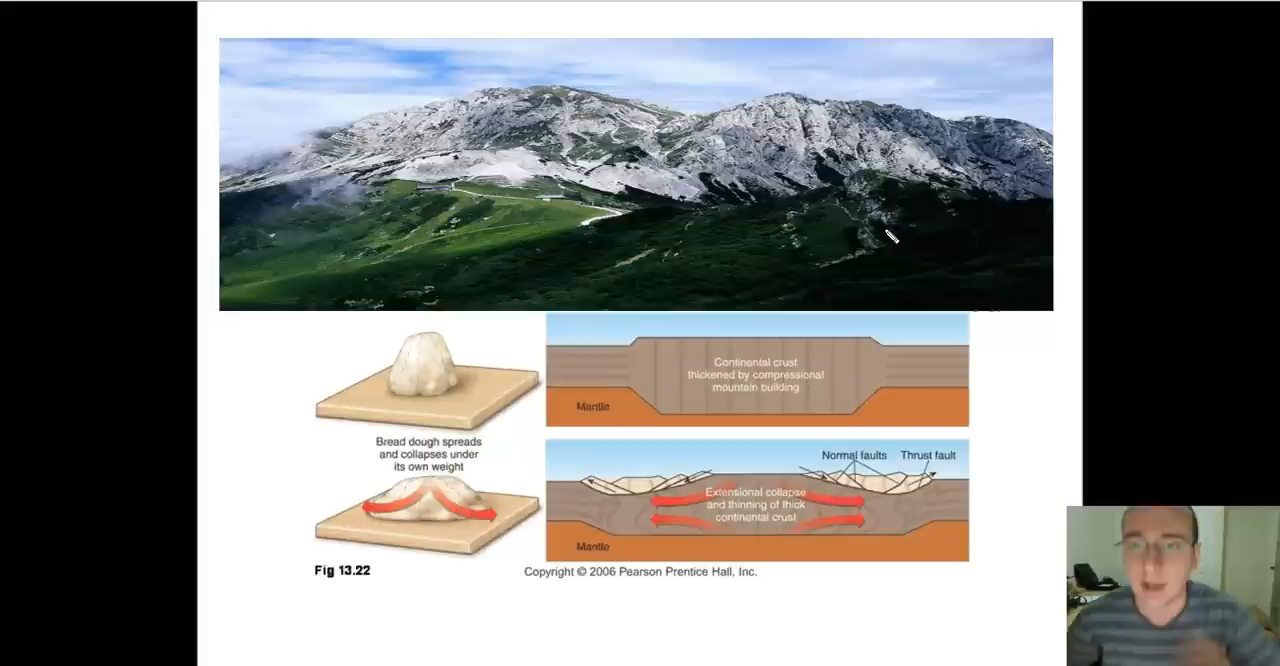 Continental crust
thickened by compressional
mountain building
Mantle
Bread dough spreads
and collapses under
its own weight
Normal faults
Thrust fault
Extensional collapse
and thinning of thick
continental crust
Mantle
Fig 13.22
Copyright © 2006 Pearson Prentice Hall, Inc.